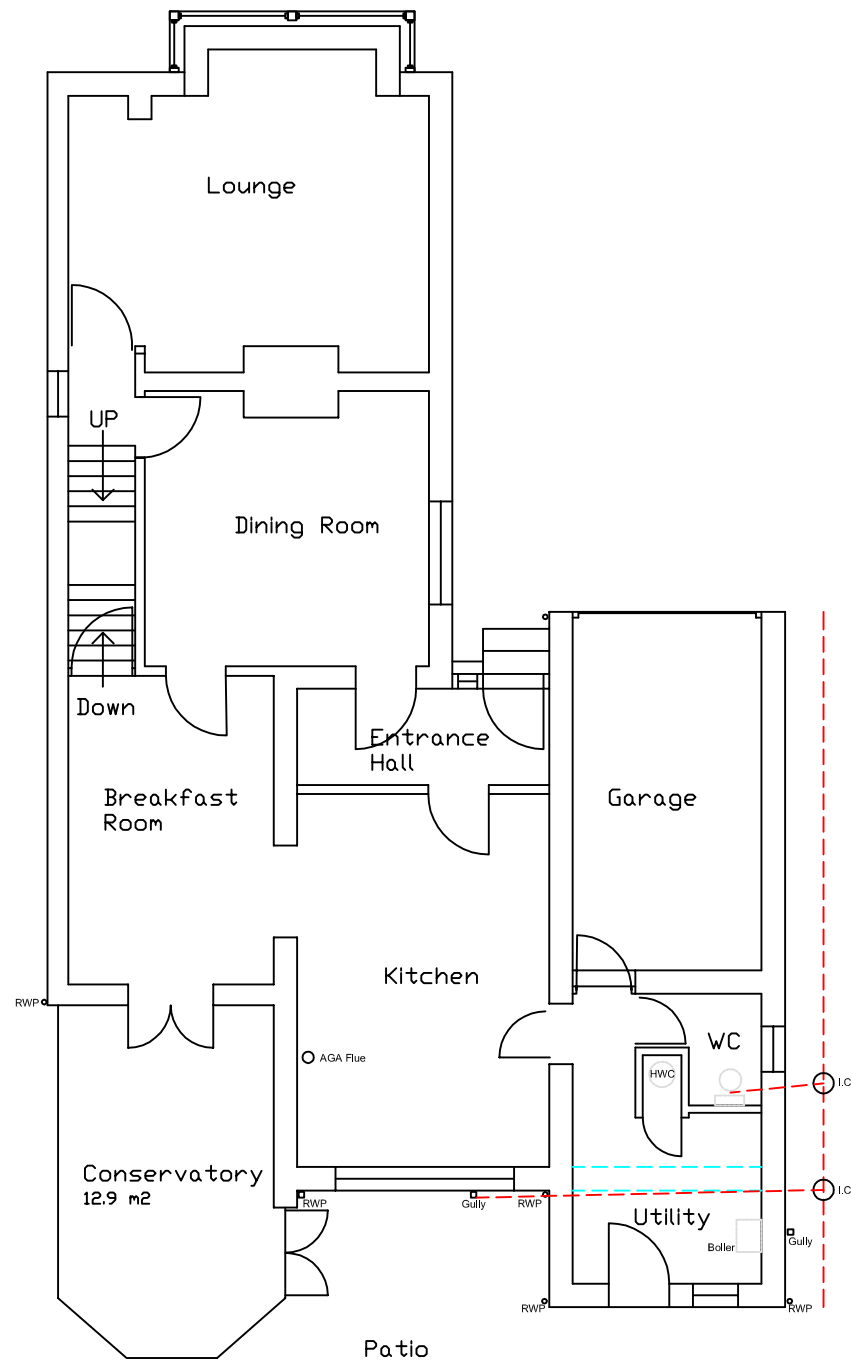 Lounge
UP
Dining Room
Down
Entrance
Hall
Breakfast
Room
Garage
Kitchen
RWP
WC
AGA Flue
HWC
I.C
Conservatory
12.9 m2
I.C
RWP
Gully
RWP
Utility
Gully
Boller
RWP
RWP
Patio